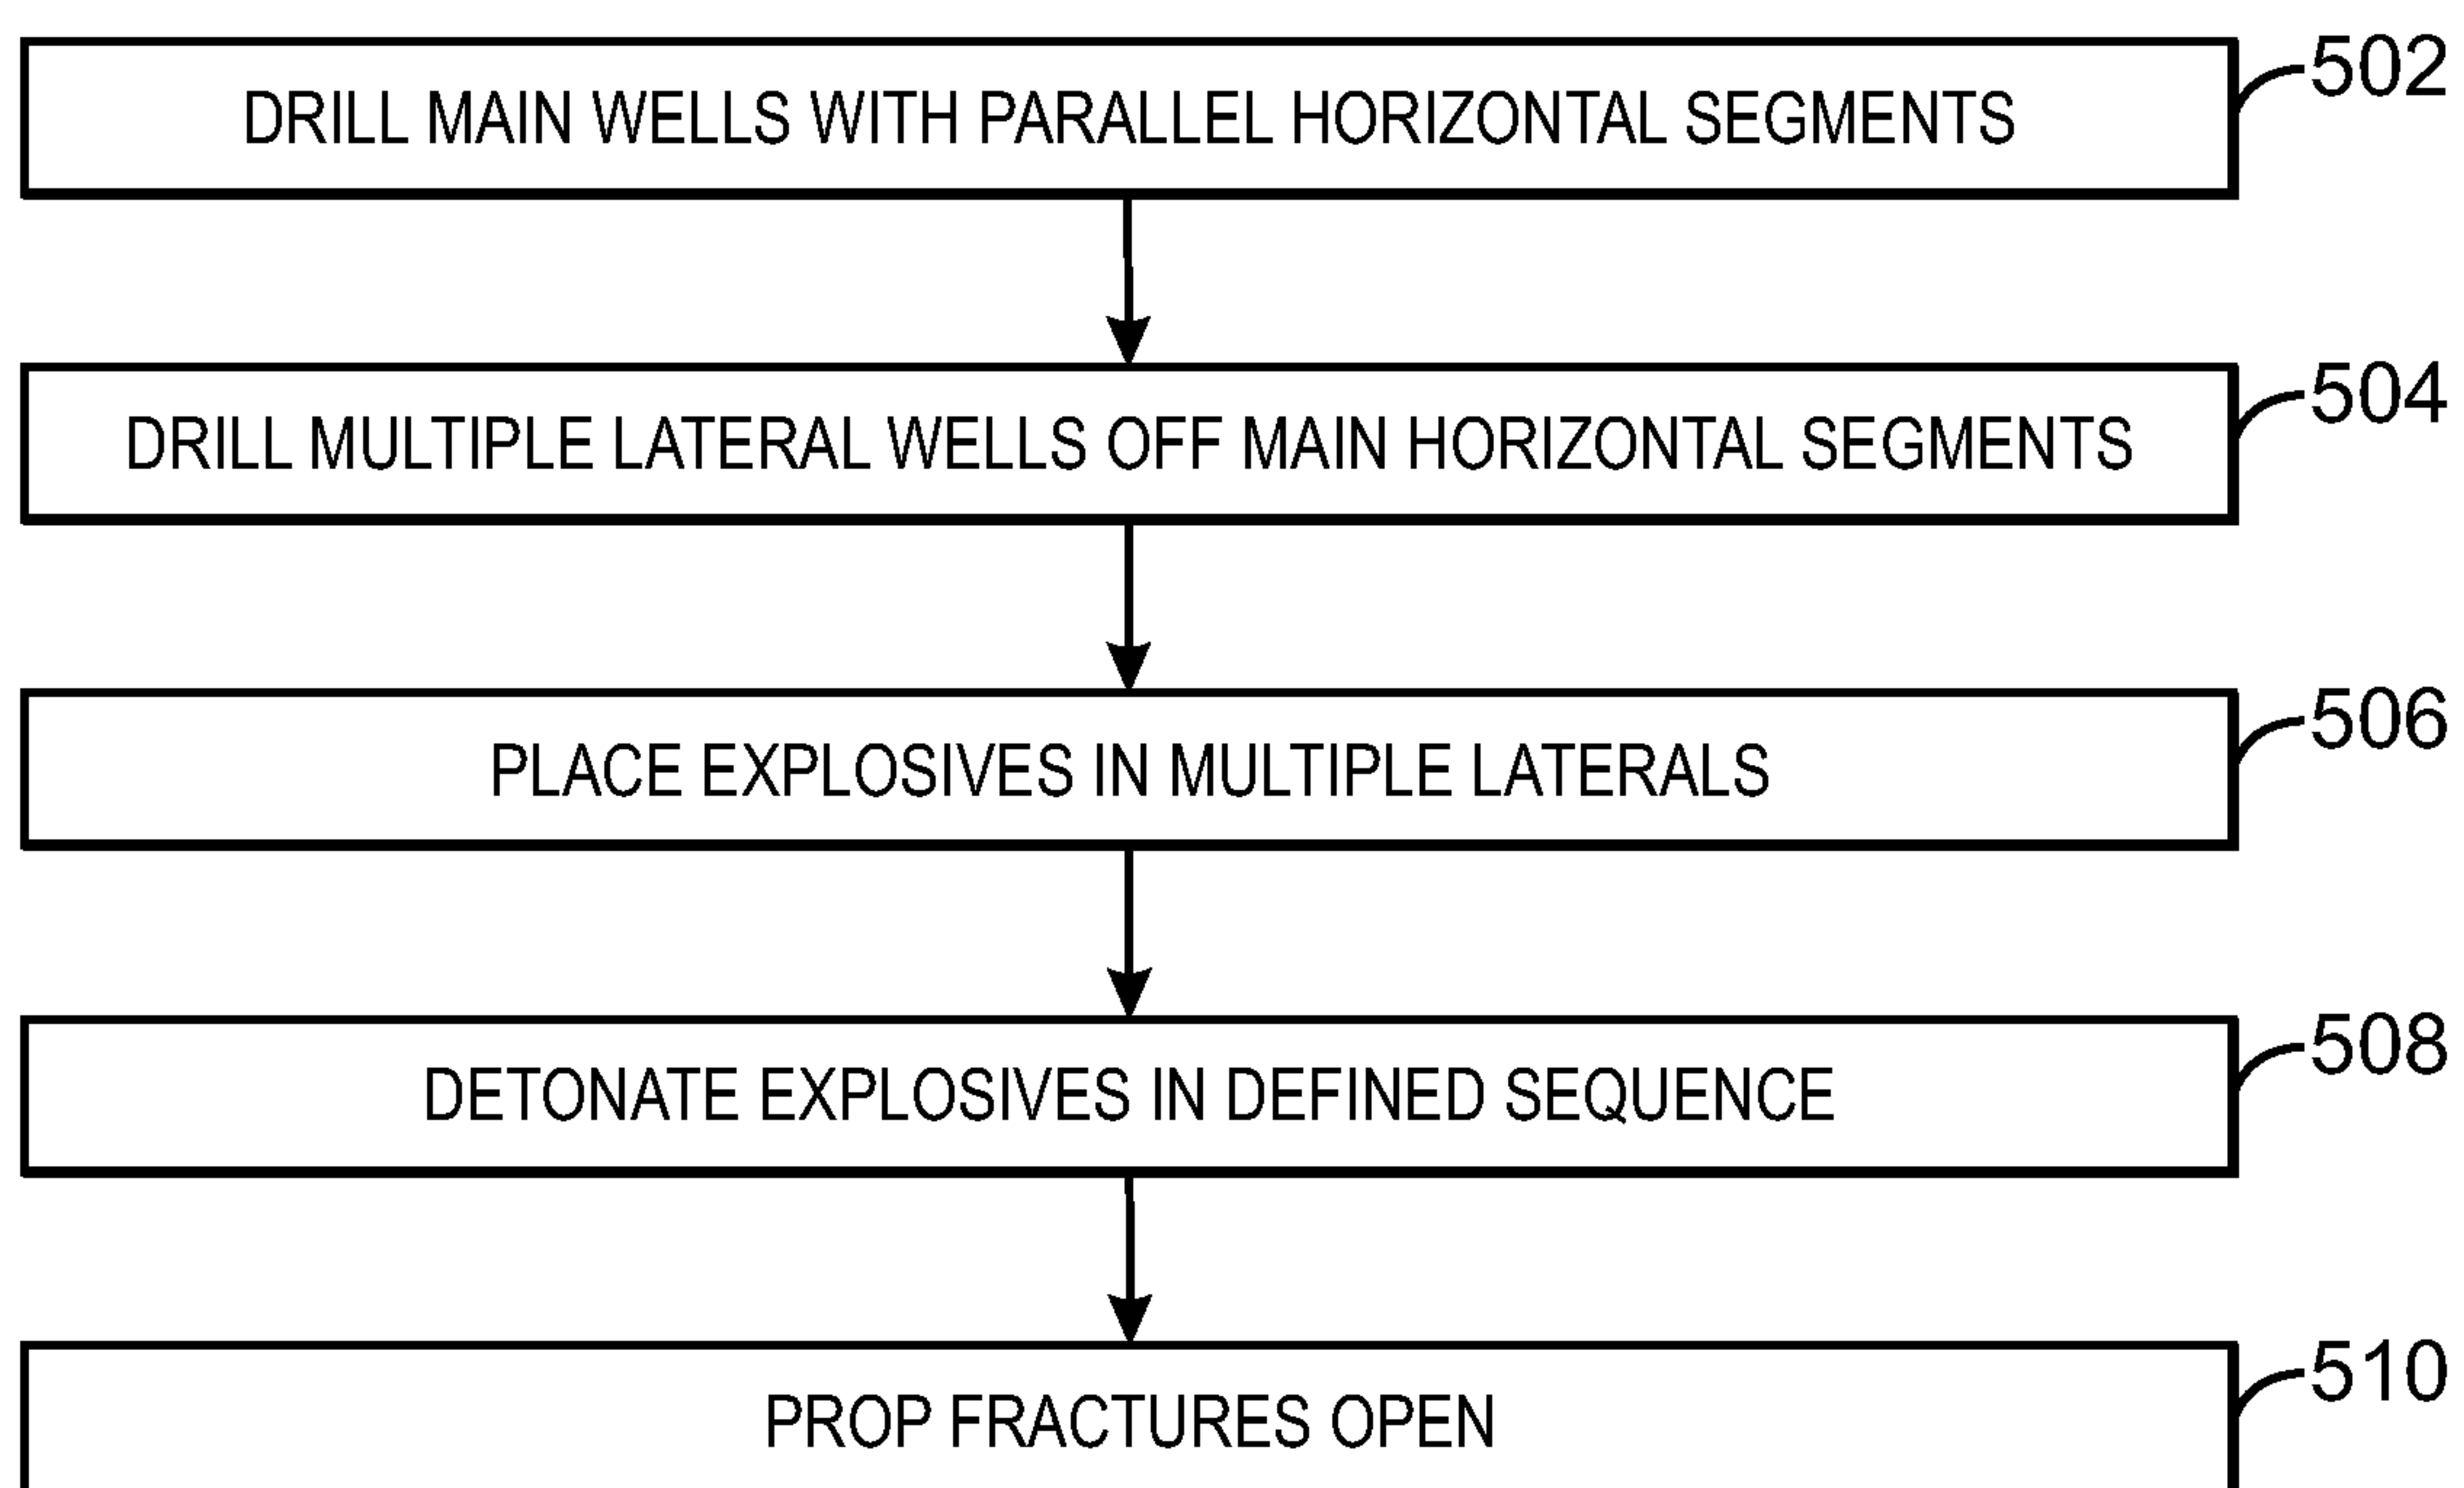 DRILL MAIN WELLS WITH PARALLEL HORIZONTAL SEGMENTS 502
DRILL MULTIPLE LATERAL WELLS OFF MAIN HORIZONTAL SEGMENTS 504
PLACE EXPLOSIVES IN MULTIPLE LATERALS 506
DETONATE EXPLOSIVES IN DEFINED SEQUENCE 508
PROP FRACTURES OPEN 510